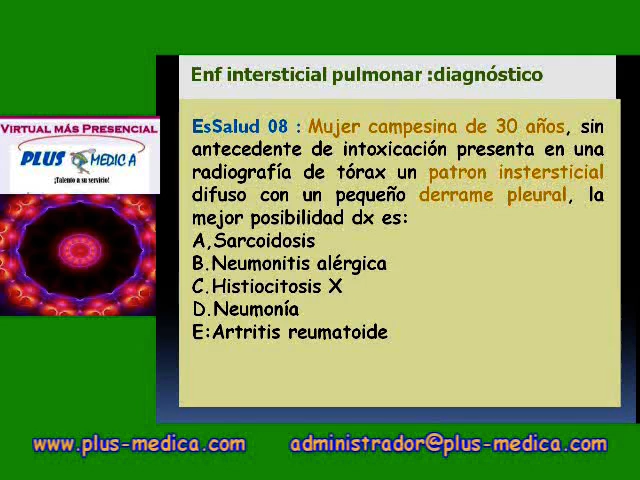 Enf intersticial pulmonar :diagnóstico
VIRTUAL MÁS PRESENCIAL
PLUS MEDICA
¡Talento a su servicio!
EsSalud 08 : Mujer campesina de 30 años, sin
antecedente de intoxicación presenta en una
radiografía de tórax un patron instersticial
difuso con un pequeño derrame pleural, la
mejor posibilidad dx es:
A,Sarcoidosis
B.Neumonitis alérgica
C.Histiocitosis X
D.Neumonía
E:Artritis reumatoide
www.plus-medica.com administrador@plus-medica.com